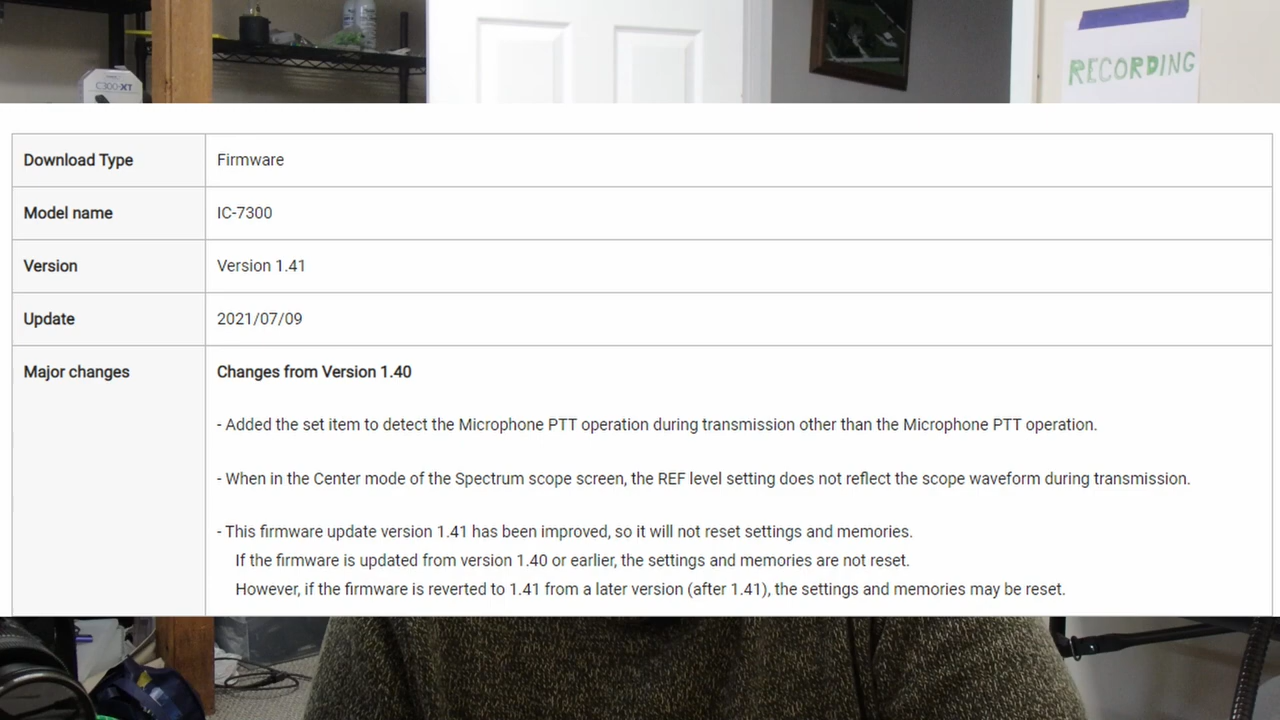 C300-XT
RECORDING
Download Type
Firmware
Model name
IC-7300
Version
Version 1.41
Update
2021/07/09
Major changes
Changes from Version 1.40
- Added the set item to detect the Microphone PTT operation during transmission other than the Microphone PTT operation.
- When in the Center mode of the Spectrum scope screen, the REF level setting does not reflect the scope waveform during transmission.
- This firmware update version 1.41 has been improved, so it will not reset settings and memories.
If the firmware is updated from version 1.40 or earlier, the settings and memories are not reset.
However, if the firmware is reverted to 1.41 from a later version (after 1.41), the settings and memories may be reset.